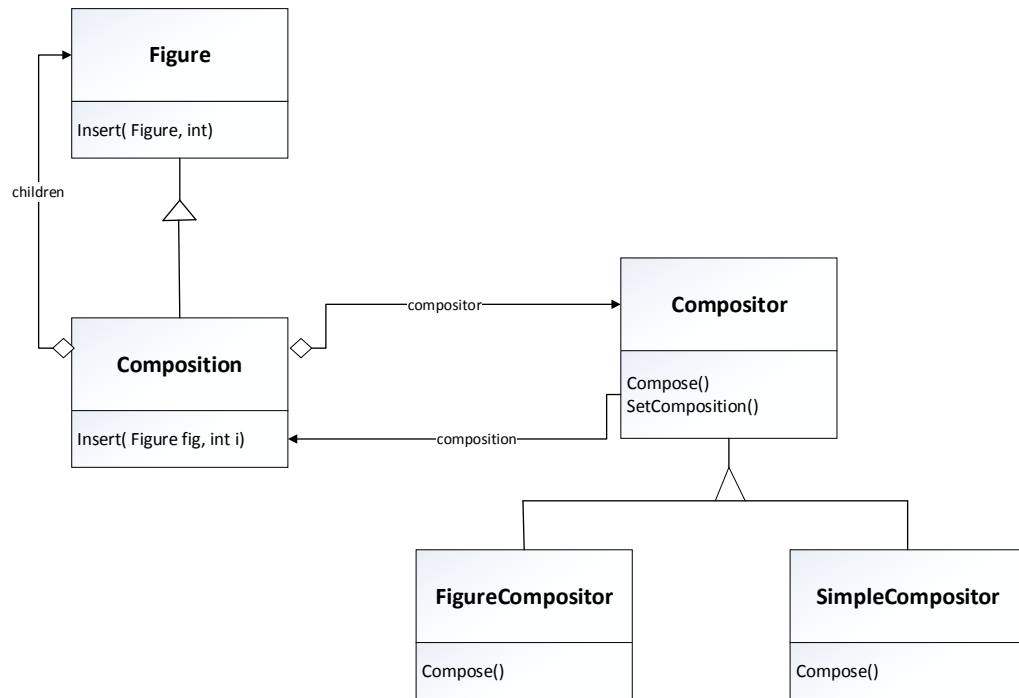 Figure
Insert( Figure, int)
children
compositor
Compositor
Composition
Compose()
SetComposition()
Insert( Figure fig, int i)
composition
FigureCompositor
SimpleCompositor
Compose()
Compose()